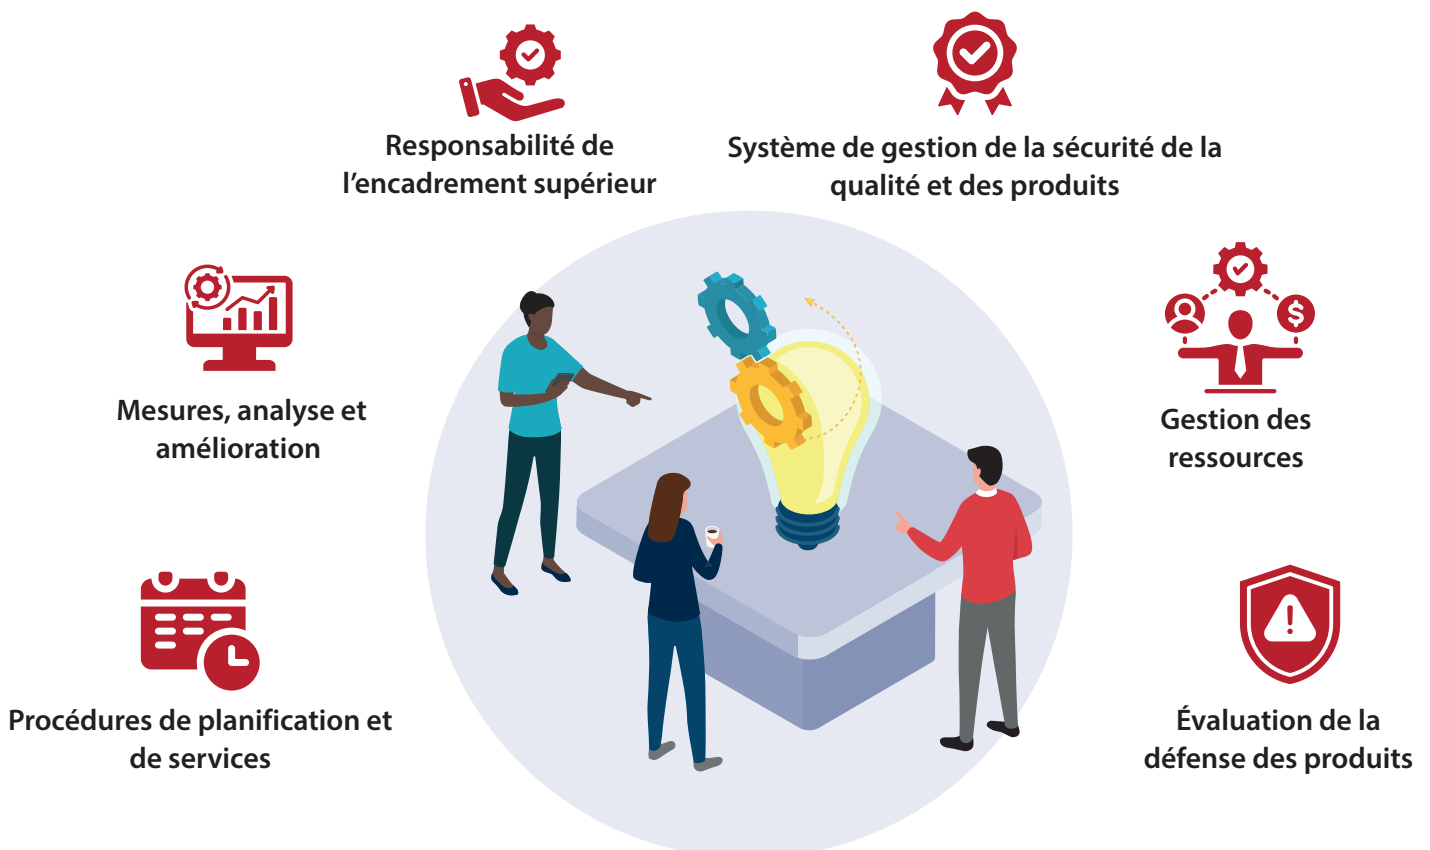 Responsabilité de
l’encadrement supérieur
Système de gestion de la sécurité de la
qualité et des produits
Mesures, analyse et
amélioration
Gestion des
ressources
Procédures de planification et
de services
Évaluation de la
défense des produits